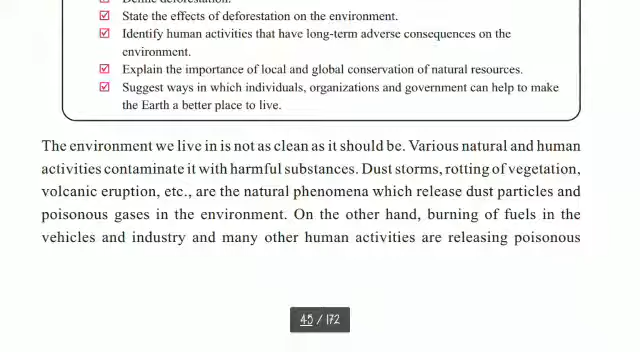 Define deforestation.
State the effects of deforestation on the environment.
Identify human activities that have long-term adverse consequences on the
environment.
Explain the importance of local and global conservation of natural resources.
Suggest ways in which individuals, organizations and government can help to make
the Earth a better place to live.
The environment we live in is not as clean as it should be. Various natural and human
activities contaminate it with harmful substances. Dust storms, rotting of vegetation,
volcanic eruption, etc., are the natural phenomena which release dust particles and
poisonous gases in the environment. On the other hand, burning of fuels in the
vehicles and industry and many other human activities are releasing poisonous
45 / 172